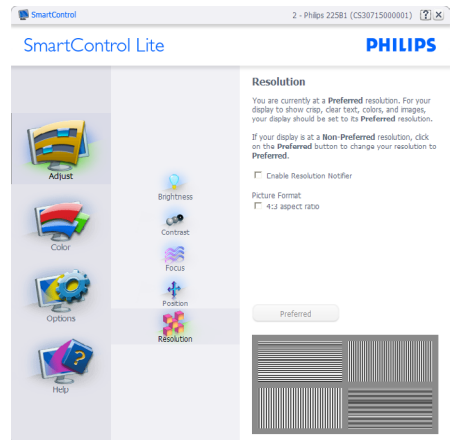 SmartControl
2 - Philips 225B1 (CS30715000001)
?
SmartControl Lite
PHILIPS
Adjust
Color
Options
Help
Brightness
Contrast
Focus
Position
Resolution
Resolution
You are currently at a Preferred resolution. For your
display to show crisp, clear text, colors, and images,
your display should be set to its Preferred resolution.
If your display is at a Non-Preferred resolution, click
on the Preferred button to change your resolution to
Preferred.
Enable Resolution Notifier
Picture Format
4:3 aspect ratio
Preferred